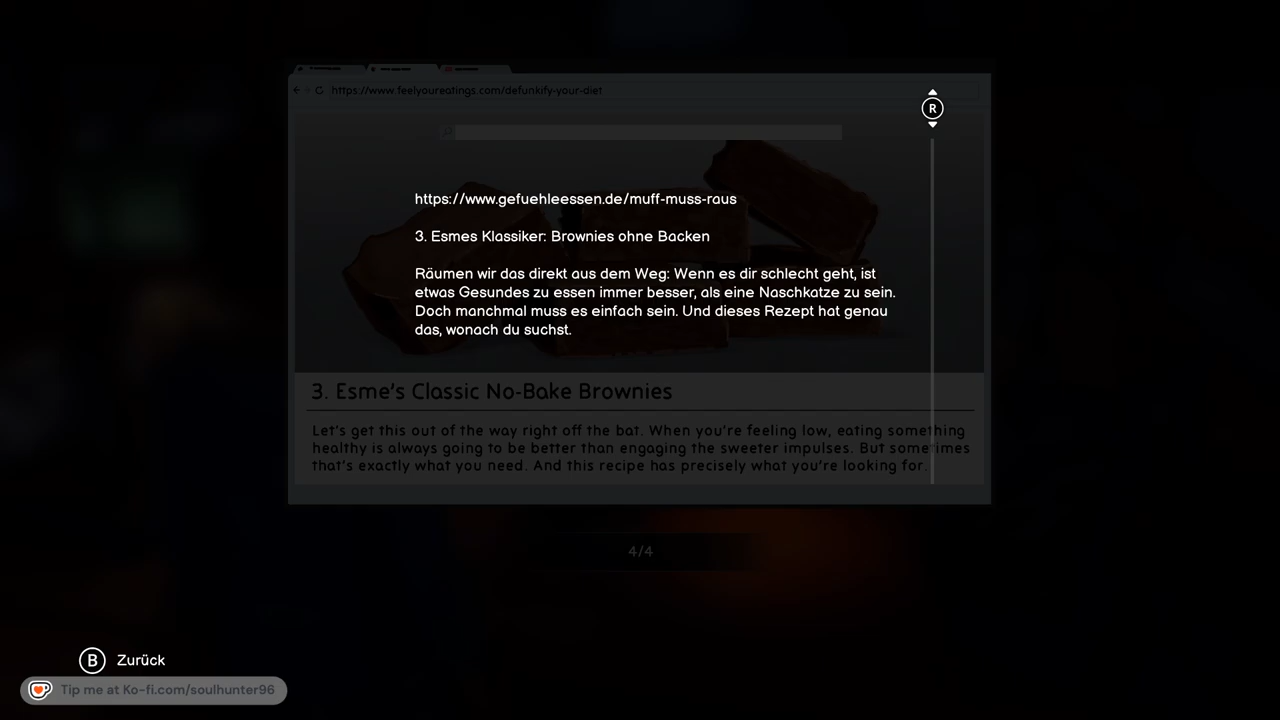 https://www.feelyoureatings.com/defunkify-your-diet
R
https://www.gefuehleessen.de/muff-muss-raus
3. Esmes Klassiker: Brownies ohne Backen
Räumen wir das direkt aus dem Weg: Wenn es dir schlecht geht, ist
etwas Gesundes zu essen immer besser, als eine Naschkatze zu sein.
Doch manchmal muss es einfach sein. Und dieses Rezept hat genau
das, wonach du suchst.
3. Esme's Classic No-Bake Brownies
Let's get this out of the way right off the bat. When you're feeling low, eating something
healthy is always going to be better than engaging the sweeter impulses. But sometimes
that's exactly what you need. And this recipe has precisely what you're looking for.
4/4
B Zurück
Tip me at Ko-fi.com/soulhunter96